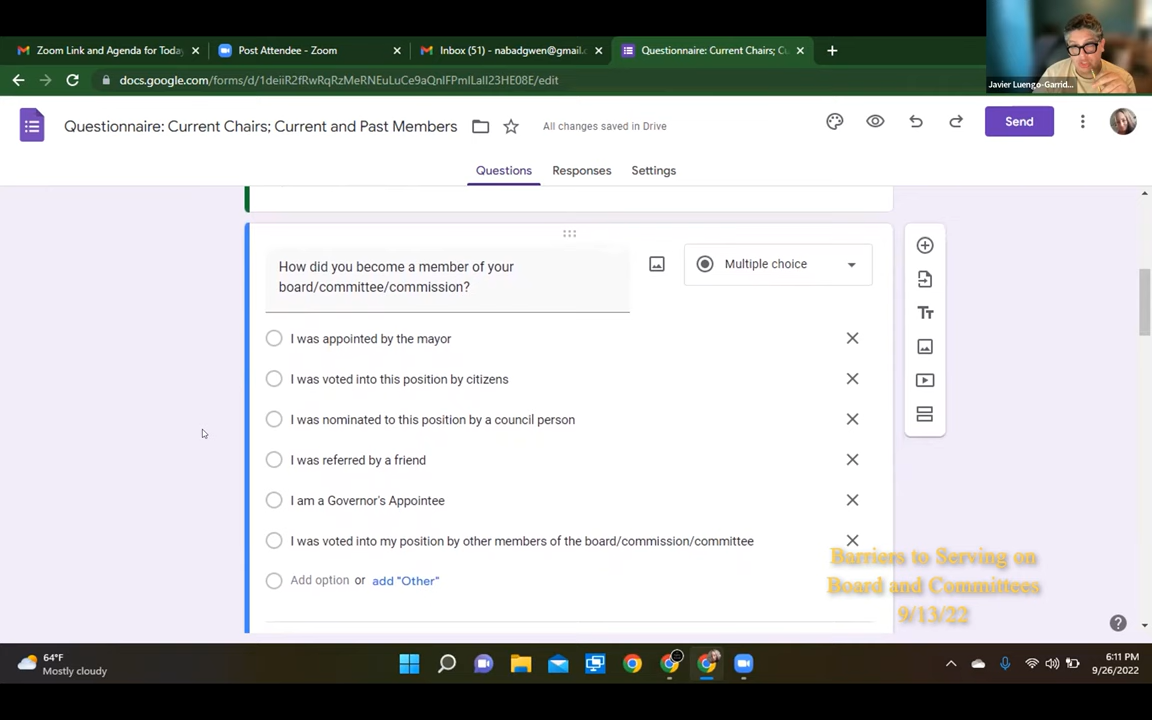 Zoom Link and Agenda for Today
Post Attendee - Zoom
Inbox (51) - nabadgwen@gmail.
Questionnaire: Current Chairs; Cu
Javier Luengo-Garrid...
docs.google.com/forms/d/1deiiR2fRwRqRzMeRNEuLuCe9aQnIFPmILalI23HE08E/edit
Questionnaire: Current Chairs; Current and Past Members
All changes saved in Drive
Send
Questions
Responses
Settings
How did you become a member of your
board/committee/commission?
Multiple choice
I was appointed by the mayor
I was voted into this position by citizens
I was nominated to this position by a council person
I was referred by a friend
I am a Governor's Appointee
I was voted into my position by other members of the board/commission/committee
Add option or add "Other"
Barriers to Serving on
Board and Committees
9/13/22
64°F
Mostly cloudy
6:11 PM
9/26/2022